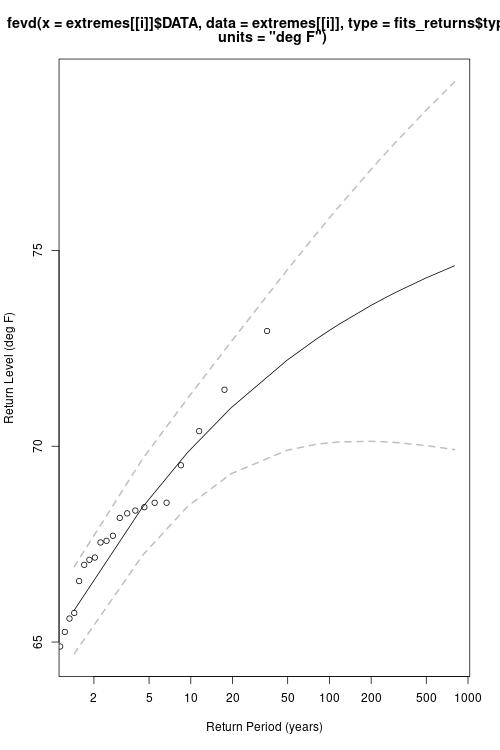 fevd(x = extremes[[i]]$DATA, data = extremes[[i]], type = fits_returns$typ
units = "deg F")
75
70
65
Return Level (deg F)
2 5 10 20 50 100 200 500 1000
Return Period (years)